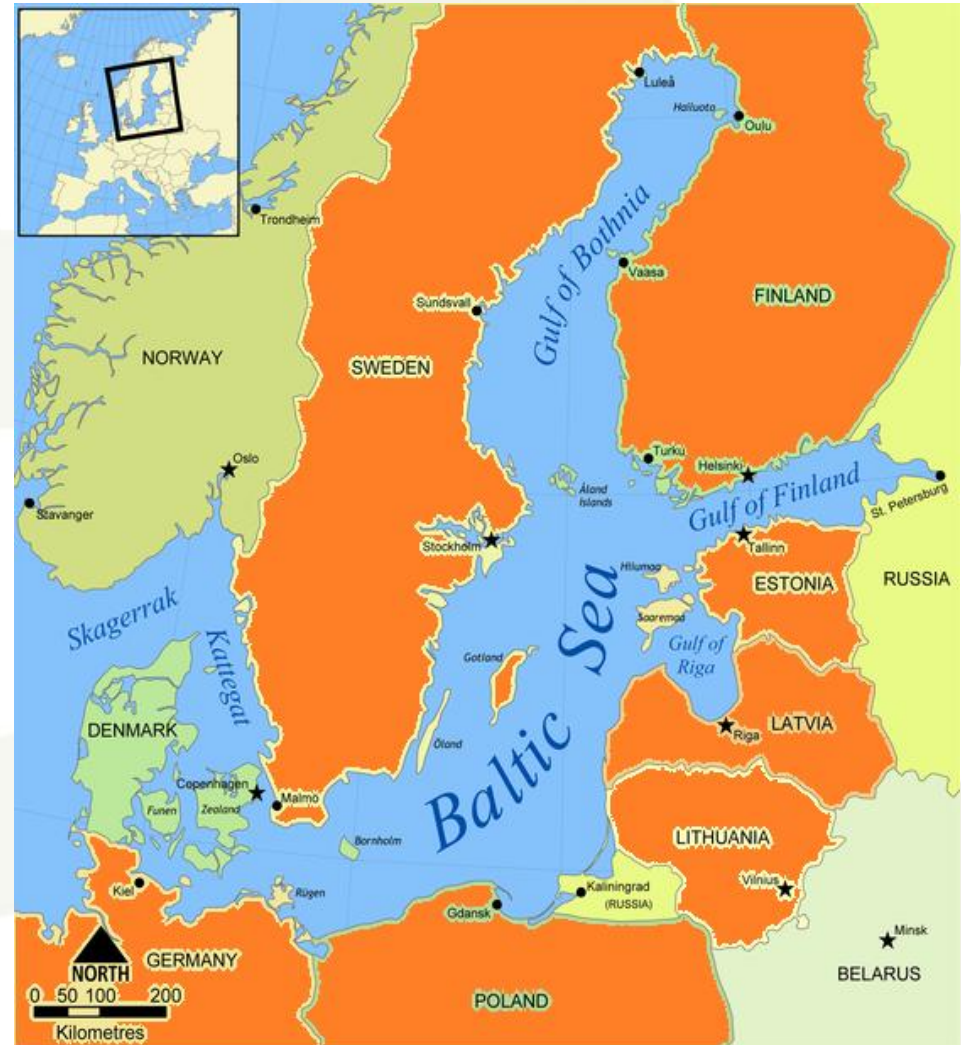 Luleå
Hailuoto
Oulu
Trondheim
Gulf of Bothnia
Vaasa
Sundsvall
FINLAND
NORWAY
SWEDEN
Turku
Helsinki
Oslo
Åland
Islands
Gulf of Finland
St. Petersburg
Stavanger
Stockholm
Tallinn
Hiiumaa
ESTONIA
RUSSIA
Saaremaa
Skagerrak
Kattegat
Gotland
Gulf of
Riga
Baltic Sea
Riga
LATVIA
DENMARK
Öland
Copenhagen
Malmo
Funen
Zealand
Bornholm
LITHUANIA
Vilnius
Kiel
Rügen
Kaliningrad
(RUSSIA)
Gdansk
Minsk
NORTH
GERMANY
BELARUS
POLAND
0 50 100 200
Kilometres